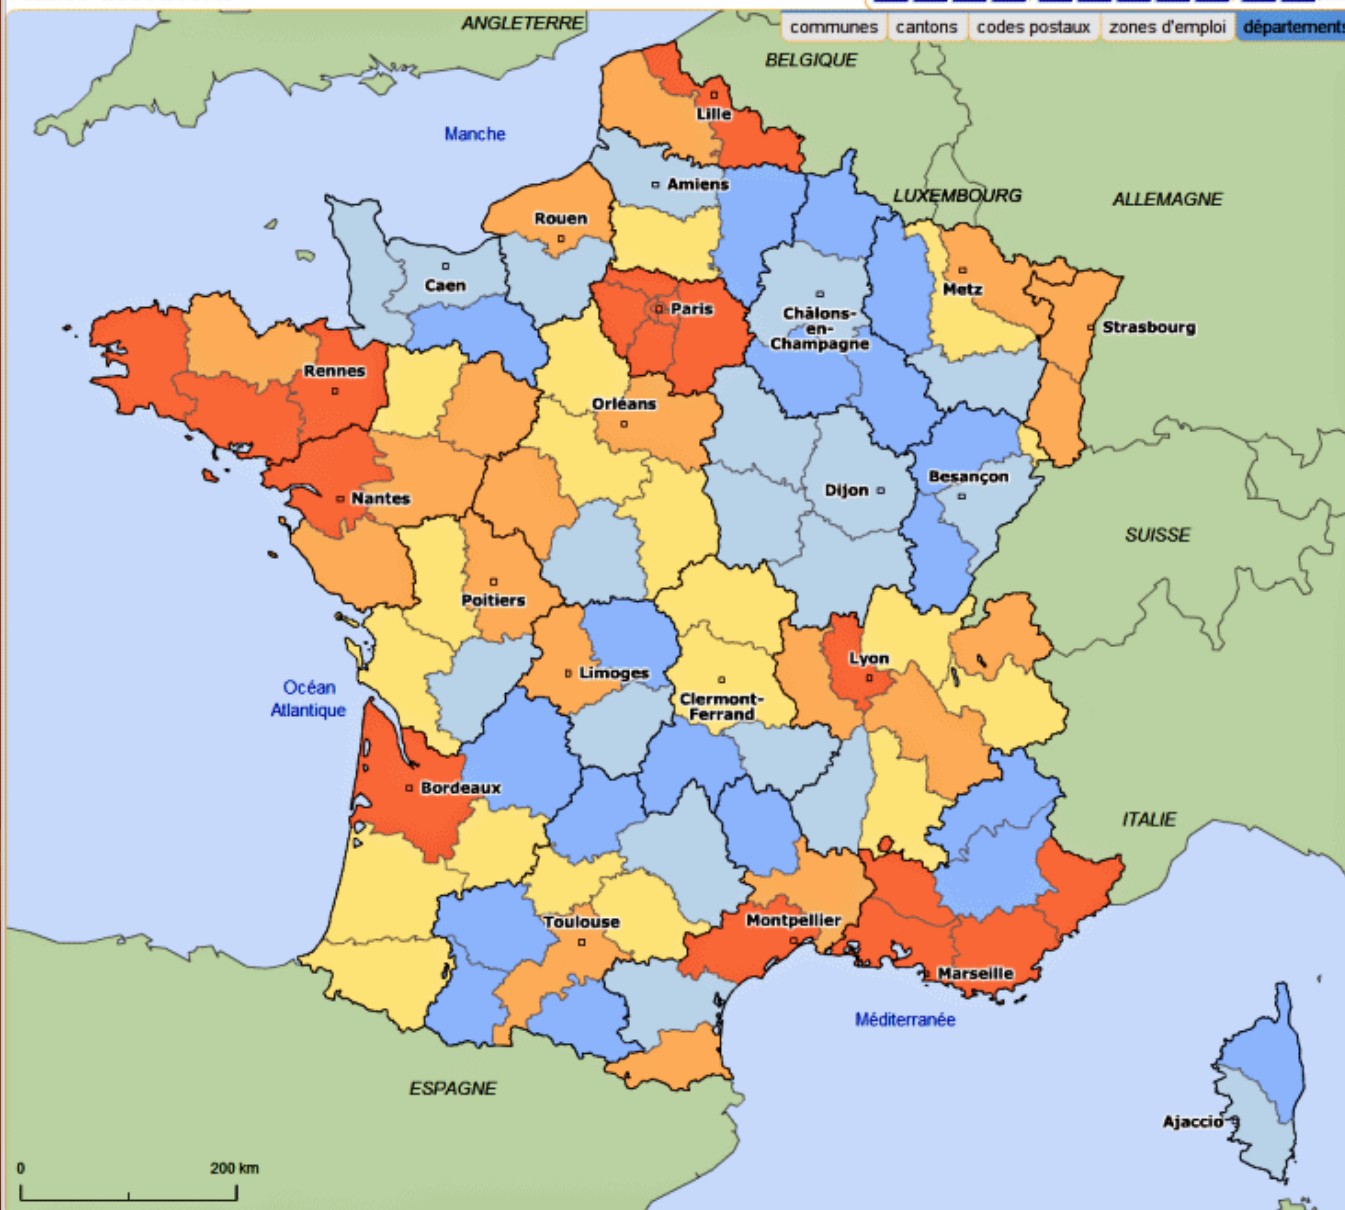 ANGLETERRE
communes
cantons
codes postaux
zones d'emploi
départements
BELGIQUE
Lille
Manche
Amiens
LUXEMBOURG
ALLEMAGNE
Rouen
Caen
Metz
Paris
Châlons-
en-
Champagne
Strasbourg
Rennes
Orléans
Nantes
Dijon
Besançon
SUISSE
Poitiers
Lyon
Limoges
Clermont-
Ferrand
Océan
Atlantique
Bordeaux
ITALIE
Toulouse
Montpellier
Marseille
Méditerranée
ESPAGNE
Ajaccio
0
200 km